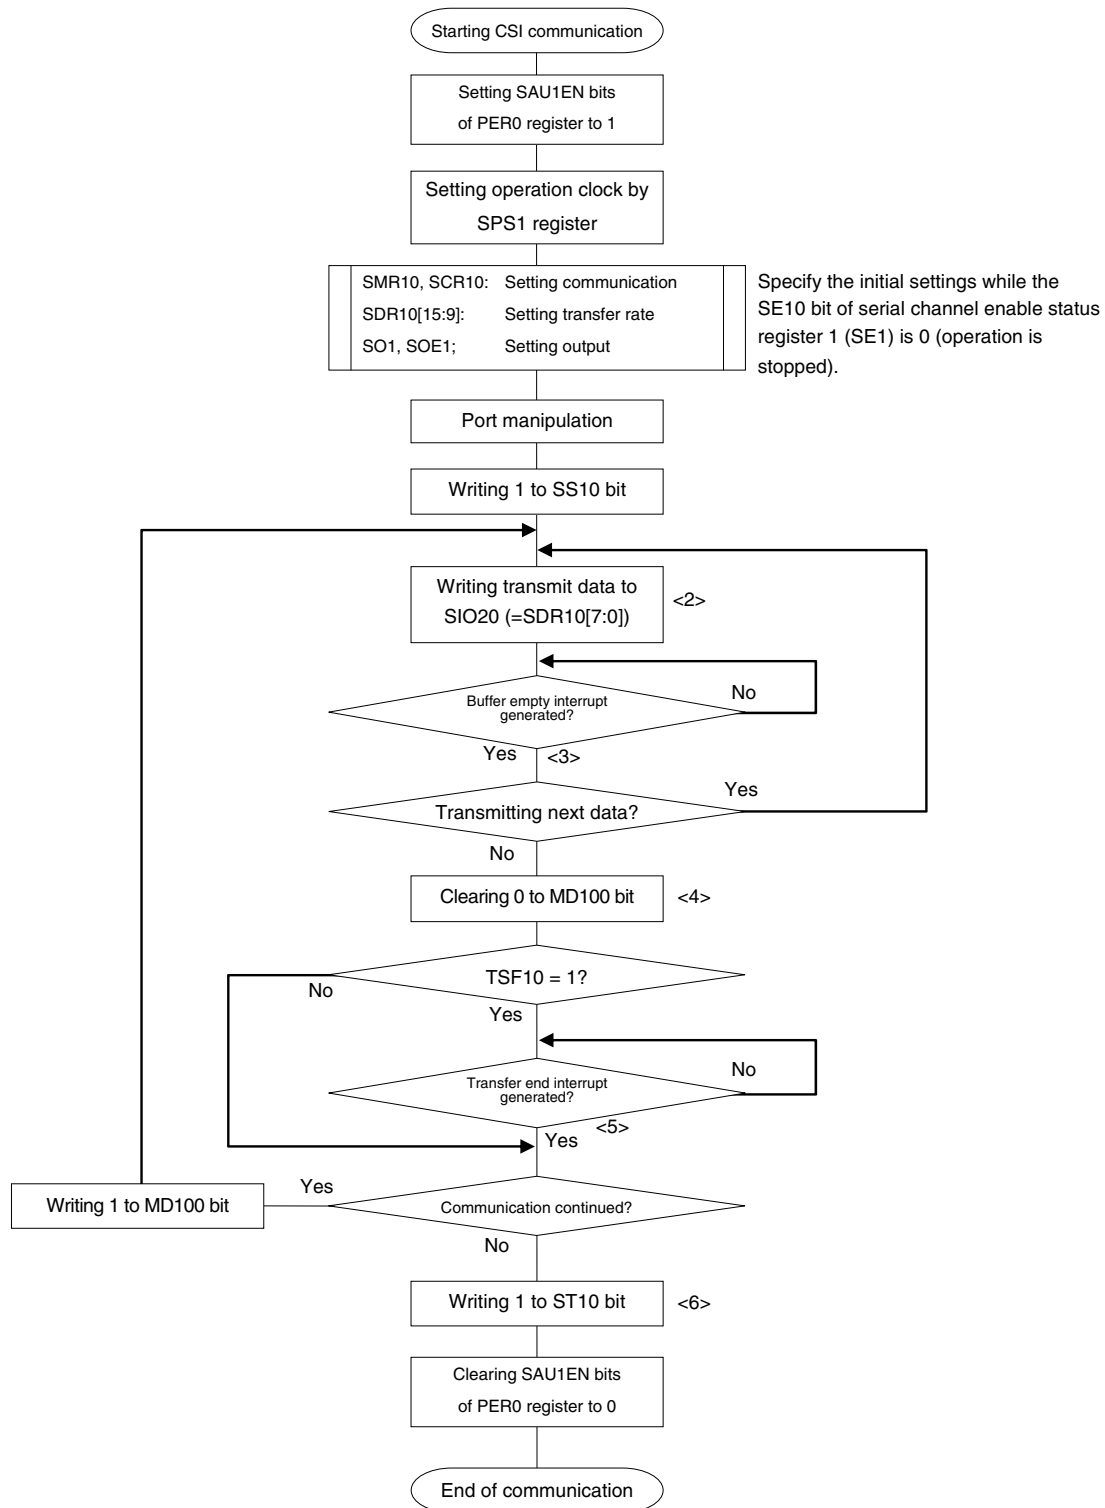 Starting CSI communication
Setting SAU1EN bits
of PER0 register to 1
Setting operation clock by
SPS1 register
SMR10, SCR10: Setting communication
SDR10[15:9]: Setting transfer rate
SO1, SOE1; Setting output
Specify the initial settings while the
SE10 bit of serial channel enable status
register 1 (SE1) is 0 (operation is
stopped).
Port manipulation
Writing 1 to SS10 bit
Writing transmit data to
SIO20 (=SDR10[7:0])
<2>
No
Buffer empty interrupt
generated?
Yes
<3>
Yes
Transmitting next data?
No
Clearing 0 to MD100 bit
<4>
TSF10 = 1?
No
Yes
No
Transfer end interrupt
generated?
<5>
Yes
Writing 1 to MD100 bit
Yes
Communication continued?
No
Writing 1 to ST10 bit
<6>
Clearing SAU1EN bits
of PER0 register to 0
End of communication